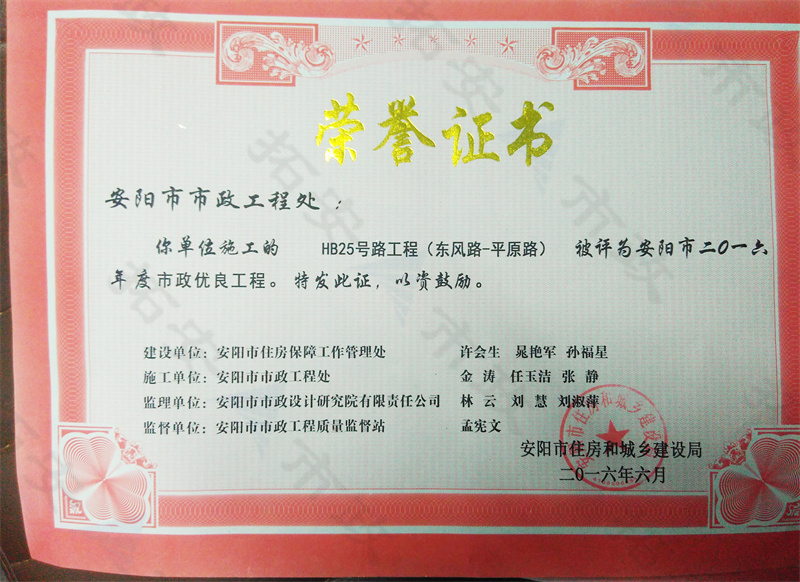 荣誉证书
安阳市市政工程处：
你单位施工的 HB25号路工程（东风路-平原路） 被评为安阳市二〇一六
年度市政优良工程。特发此证，以资鼓励。
建设单位：安阳市住房保障工作管理处 许会生 晁艳军 孙福星
施工单位：安阳市市政工程处 金涛 任玉洁 张静
监理单位：安阳市市政设计研究院有限责任公司 林云 刘慧 刘淑萍
监督单位：安阳市市政工程质量监督站 孟宪文
安阳市住房和城乡建设局
二〇一六年六月
拓安市政